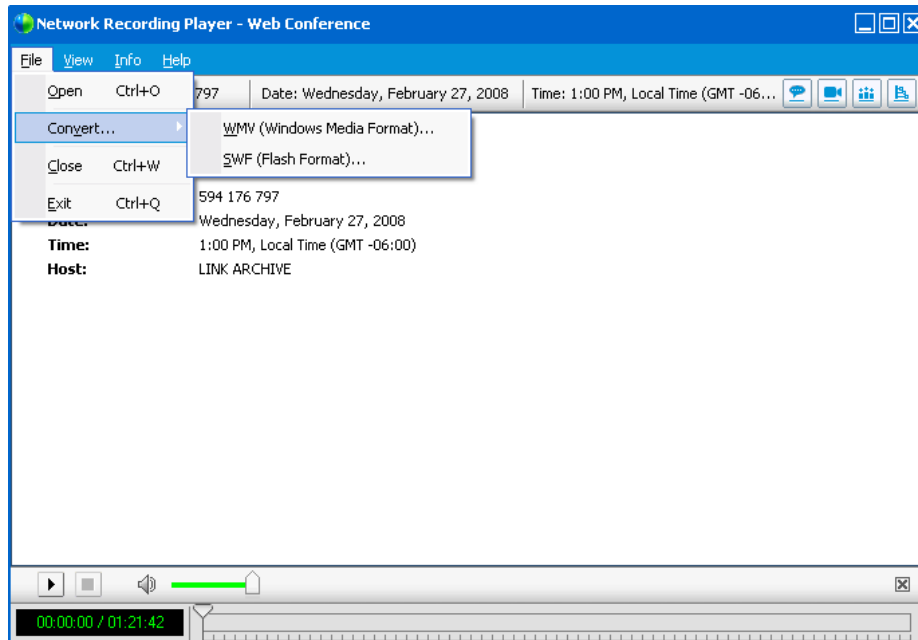 Network Recording Player - Web Conference
File View Info Help
797 Date: Wednesday, February 27, 2008 Time: 1:00 PM, Local Time (GMT -06...
Open Ctrl+O
Convert...
Close Ctrl+W
Exit Ctrl+Q
WMV (Windows Media Format)...
SWF (Flash Format)...
594 176 797
Date: Wednesday, February 27, 2008
Time: 1:00 PM, Local Time (GMT -06:00)
Host: LINK ARCHIVE
00:00:00 / 01:21:42